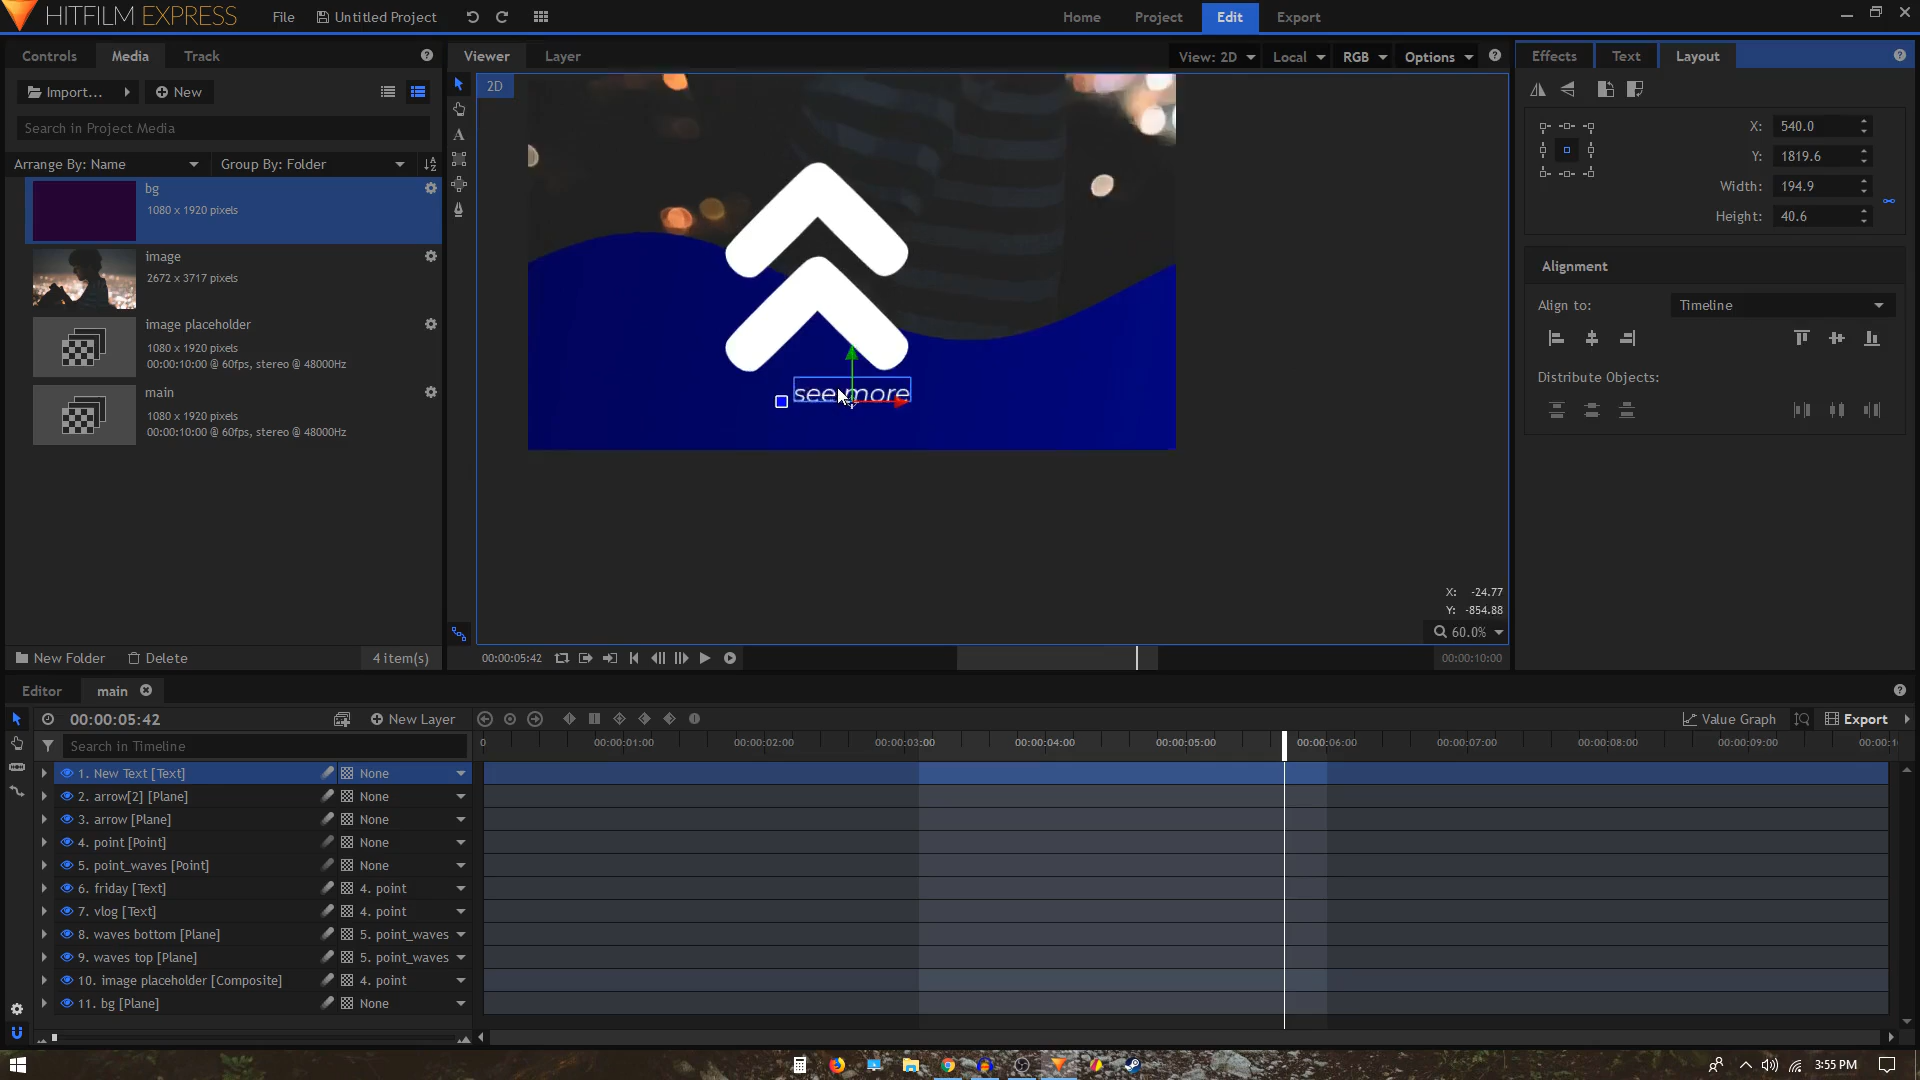 HITFILM EXPRESS
File
Untitled Project
Home
Project
Edit
Export
Controls
Media
Track
Import...
New
Search in Project Media
Arrange By: Name
Group By: Folder
bg
1080 x 1920 pixels
image
2672 x 3717 pixels
image placeholder
1080 x 1920 pixels
00:00:10:00 @ 60fps, stereo @ 48000Hz
main
1080 x 1920 pixels
00:00:10:00 @ 60fps, stereo @ 48000Hz
New Folder
Delete
4 item(s)
Viewer
Layer
View: 2D
Local
RGB
Options
2D
see more
X: -24.77
Y: -854.88
60.0%
00:00:05:42
00:00:10:00
Effects
Text
Layout
X: 540.0
Y: 1819.6
Width: 194.9
Height: 40.6
Alignment
Align to: Timeline
Distribute Objects:
Editor
main
00:00:05:42
New Layer
Value Graph
Export
Search in Timeline
0
00:00:01:00
00:00:02:00
00:00:03:00
00:00:04:00
00:00:05:00
00:00:06:00
00:00:07:00
00:00:08:00
00:00:09:00
00:00:1
1. New Text [Text] None
2. arrow[2] [Plane] None
3. arrow [Plane] None
4. point [Point] None
5. point_waves [Point] None
6. friday [Text] 4. point
7. vlog [Text] 4. point
8. waves bottom [Plane] 5. point_waves
9. waves top [Plane] 5. point_waves
10. image placeholder [Composite] 4. point
11. bg [Plane] None
3:55 PM